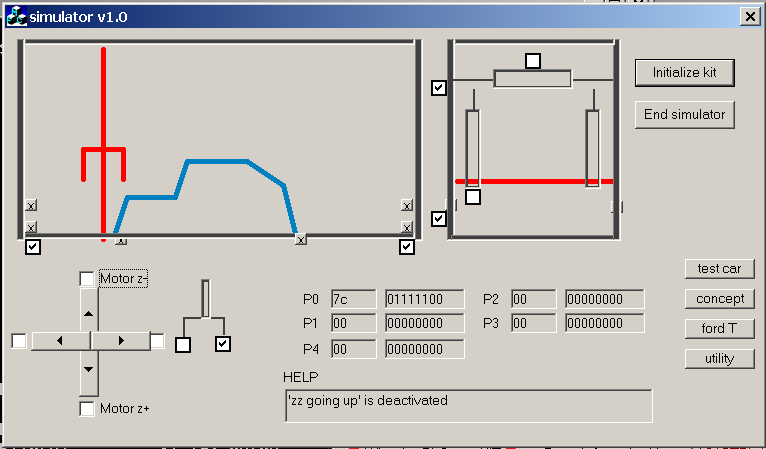 simulator v1.0
Initialize kit
End simulator
x
x
x
x
x
x
Motor z-
Motor z+
P0 7c 01111100 P2 00 00000000
P1 00 00000000 P3 00 00000000
P4 00 00000000
test car
concept
ford T
utility
HELP
'zz going up' is deactivated